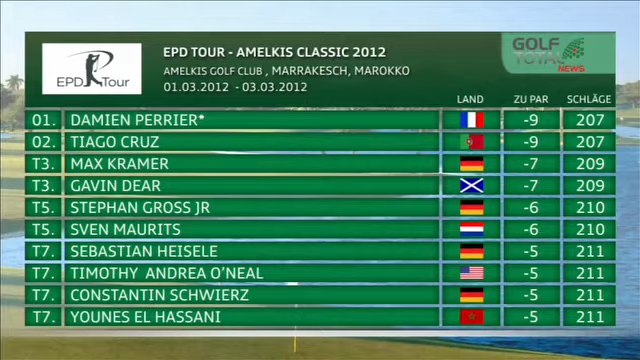 EPD Tour
EPD TOUR - AMELKIS CLASSIC 2012
AMELKIS GOLF CLUB , MARRAKESCH, MAROKKO
01.03.2012 - 03.03.2012
GOLF
TOTAL
NEWS
LAND ZU PAR SCHLÄGE
01. DAMIEN PERRIER* -9 207
02. TIAGO CRUZ -9 207
T3. MAX KRAMER -7 209
T3. GAVIN DEAR -7 209
T5. STEPHAN GROSS JR -6 210
T5. SVEN MAURITS -6 210
T7. SEBASTIAN HEISELE -5 211
T7. TIMOTHY ANDREA O'NEAL -5 211
T7. CONSTANTIN SCHWIERZ -5 211
T7. YOUNES EL HASSANI -5 211